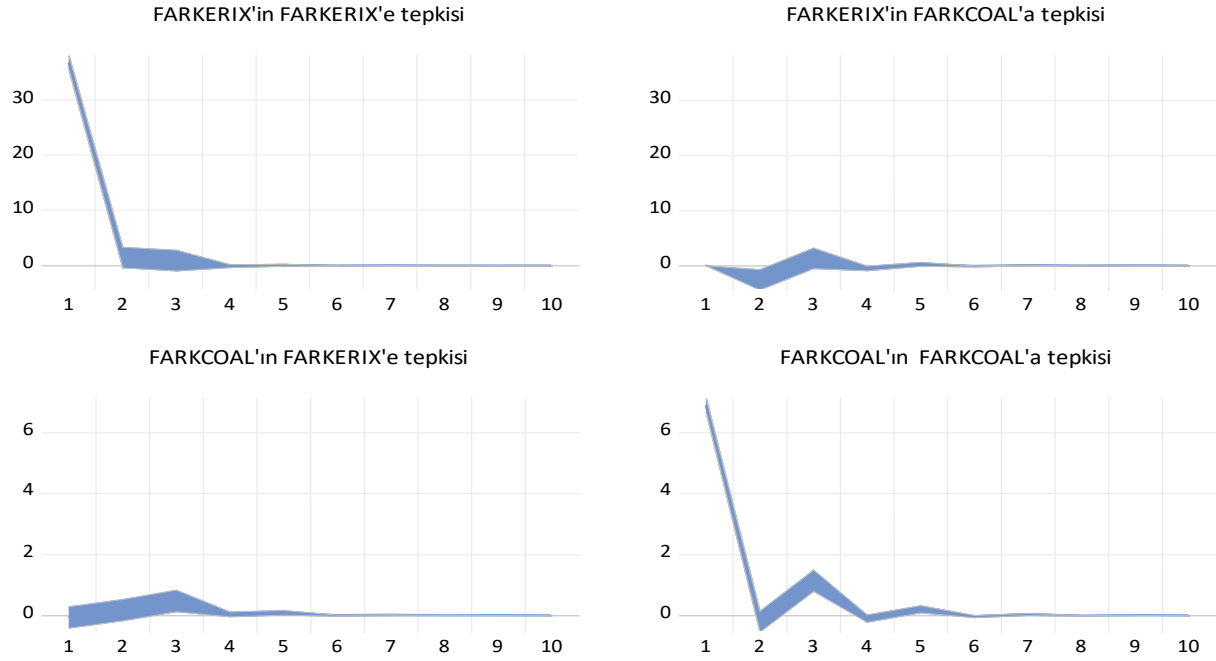 FARKERIX'in FARKERIX'e tepkisi
30
20
10
0
1 2 3 4 5 6 7 8 9 10
FARKERIX'in FARKCOAL'a tepkisi
30
20
10
0
1 2 3 4 5 6 7 8 9 10
FARKCOAL'ın FARKERIX'e tepkisi
6
4
2
0
1 2 3 4 5 6 7 8 9 10
FARKCOAL'ın FARKCOAL'a tepkisi
6
4
2
0
1 2 3 4 5 6 7 8 9 10